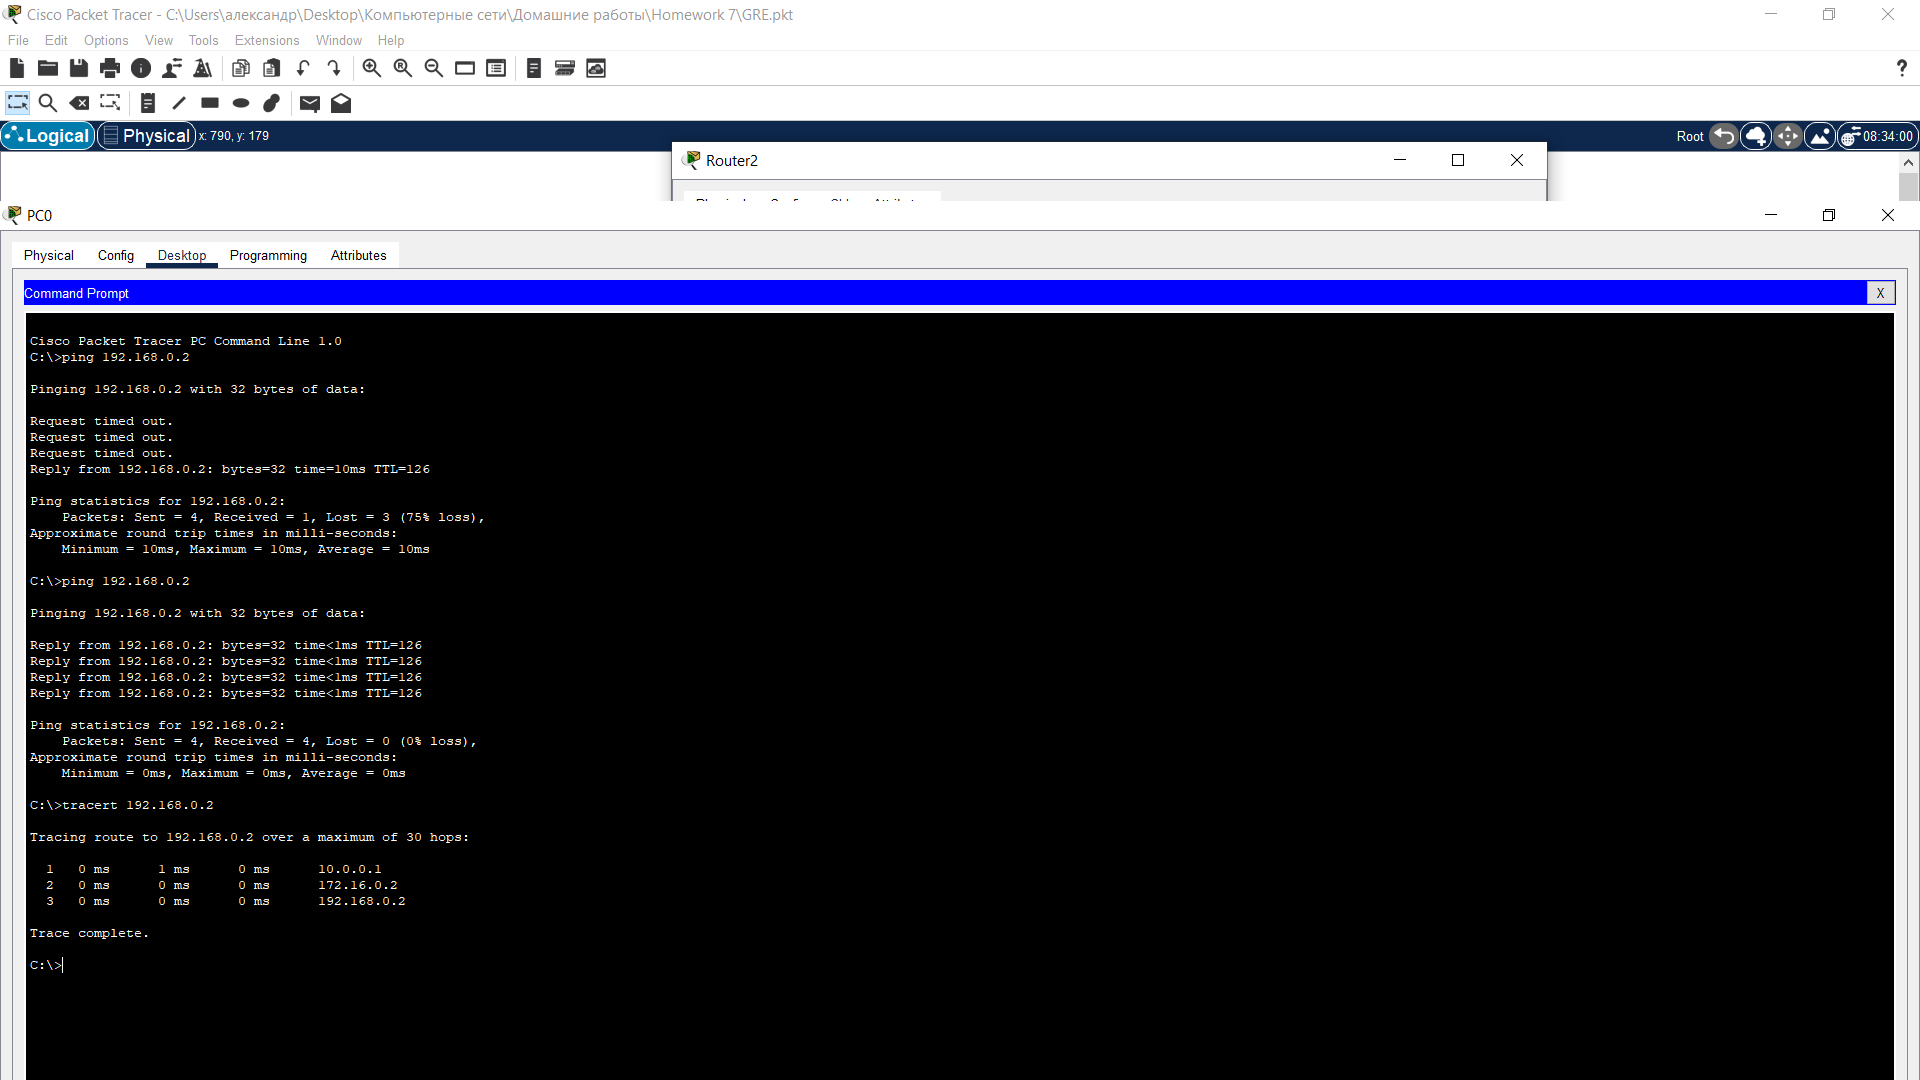 Cisco Packet Tracer - C:\Users\александр\Desktop\Компьютерные сети\Домашние работы\Homework 7\GRE.pkt
File Edit Options View Tools Extensions Window Help
?
Logical Physical x: 790, y: 179 Root 08:34:00
Router2
PC0
Physical Config Desktop Programming Attributes
Command Prompt X
Cisco Packet Tracer PC Command Line 1.0
C:\>ping 192.168.0.2
Pinging 192.168.0.2 with 32 bytes of data:
Request timed out.
Request timed out.
Request timed out.
Reply from 192.168.0.2: bytes=32 time=10ms TTL=126
Ping statistics for 192.168.0.2:
Packets: Sent = 4, Received = 1, Lost = 3 (75% loss),
Approximate round trip times in milli-seconds:
Minimum = 10ms, Maximum = 10ms, Average = 10ms
C:\>ping 192.168.0.2
Pinging 192.168.0.2 with 32 bytes of data:
Reply from 192.168.0.2: bytes=32 time<1ms TTL=126
Reply from 192.168.0.2: bytes=32 time<1ms TTL=126
Reply from 192.168.0.2: bytes=32 time<1ms TTL=126
Reply from 192.168.0.2: bytes=32 time<1ms TTL=126
Ping statistics for 192.168.0.2:
Packets: Sent = 4, Received = 4, Lost = 0 (0% loss),
Approximate round trip times in milli-seconds:
Minimum = 0ms, Maximum = 0ms, Average = 0ms
C:\>tracert 192.168.0.2
Tracing route to 192.168.0.2 over a maximum of 30 hops:
1 0 ms 1 ms 0 ms 10.0.0.1
2 0 ms 0 ms 0 ms 172.16.0.2
3 0 ms 0 ms 0 ms 192.168.0.2
Trace complete.
C:\>